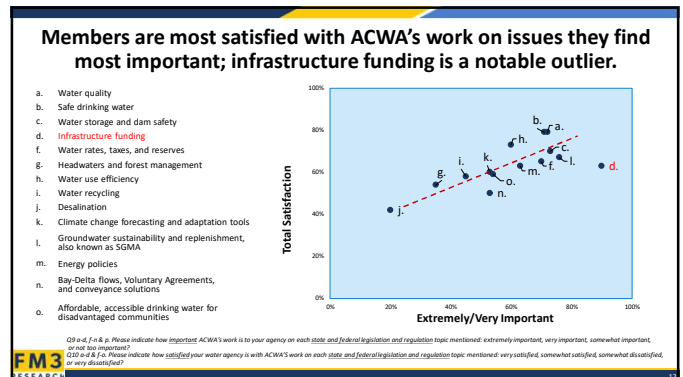 Members are most satisfied with ACWA's work on issues they find
most important; infrastructure funding is a notable outlier.
a. Water quality
b. Safe drinking water
c. Water storage and dam safety
d. Infrastructure funding
f. Water rates, taxes, and reserves
g. Headwaters and forest management
h. Water use efficiency
i. Water recycling
j. Desalination
k. Climate change forecasting and adaptation tools
l. Groundwater sustainability and replenishment,
also known as SGMA
m. Energy policies
n. Bay-Delta flows, Voluntary Agreements,
and conveyance solutions
o. Affordable, accessible drinking water for
disadvantaged communities
Total Satisfaction
100%
80%
60%
40%
20%
0%
b. a.
h.
c.
i. k. f. l. d.
g. m.
o.
n.
j.
0% 20% 40% 60% 80% 100%
Extremely/Very Important
Q9 a-d, f-n & p. Please indicate how important ACWA's work is to your agency on each state and federal legislation and regulation topic mentioned: extremely important, very important, somewhat important,
or not too important?
Q10 a-d & f-o. Please indicate how satisfied your water agency is with ACWA'S work on each state and federal legislation and regulation topic mentioned: very satisfied, somewhat satisfied, somewhat dissatisfied,
or very dissatisfied?
FM3
RESEARCH
12